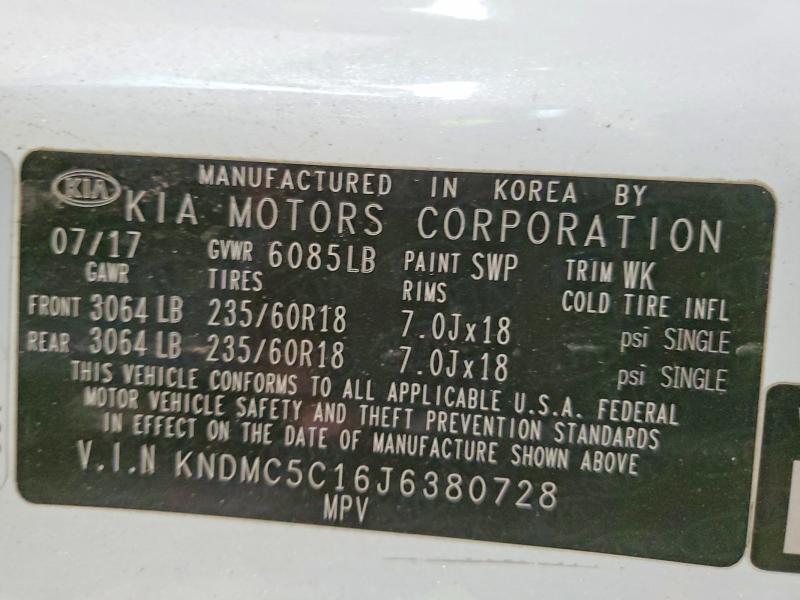 MANUFACTURED IN KOREA BY
KIA KIA MOTORS CORPORATION
07/17 GVWR 6085LB PAINT SWP TRIM WK
GAWR TIRES RIMS COLD TIRE INFL
FRONT 3064 LB 235/60R18 7.0Jx18 psi SINGLE
REAR 3064 LB 235/60R18 7.0Jx18 psi SINGLE
THIS VEHICLE CONFORMS TO ALL APPLICABLE U.S.A. FEDERAL
MOTOR VEHICLE SAFETY AND THEFT PREVENTION STANDARDS
IN EFFECT ON THE DATE OF MANUFACTURE SHOWN ABOVE
V.I.N KNDMC5C16J6380728
MPV